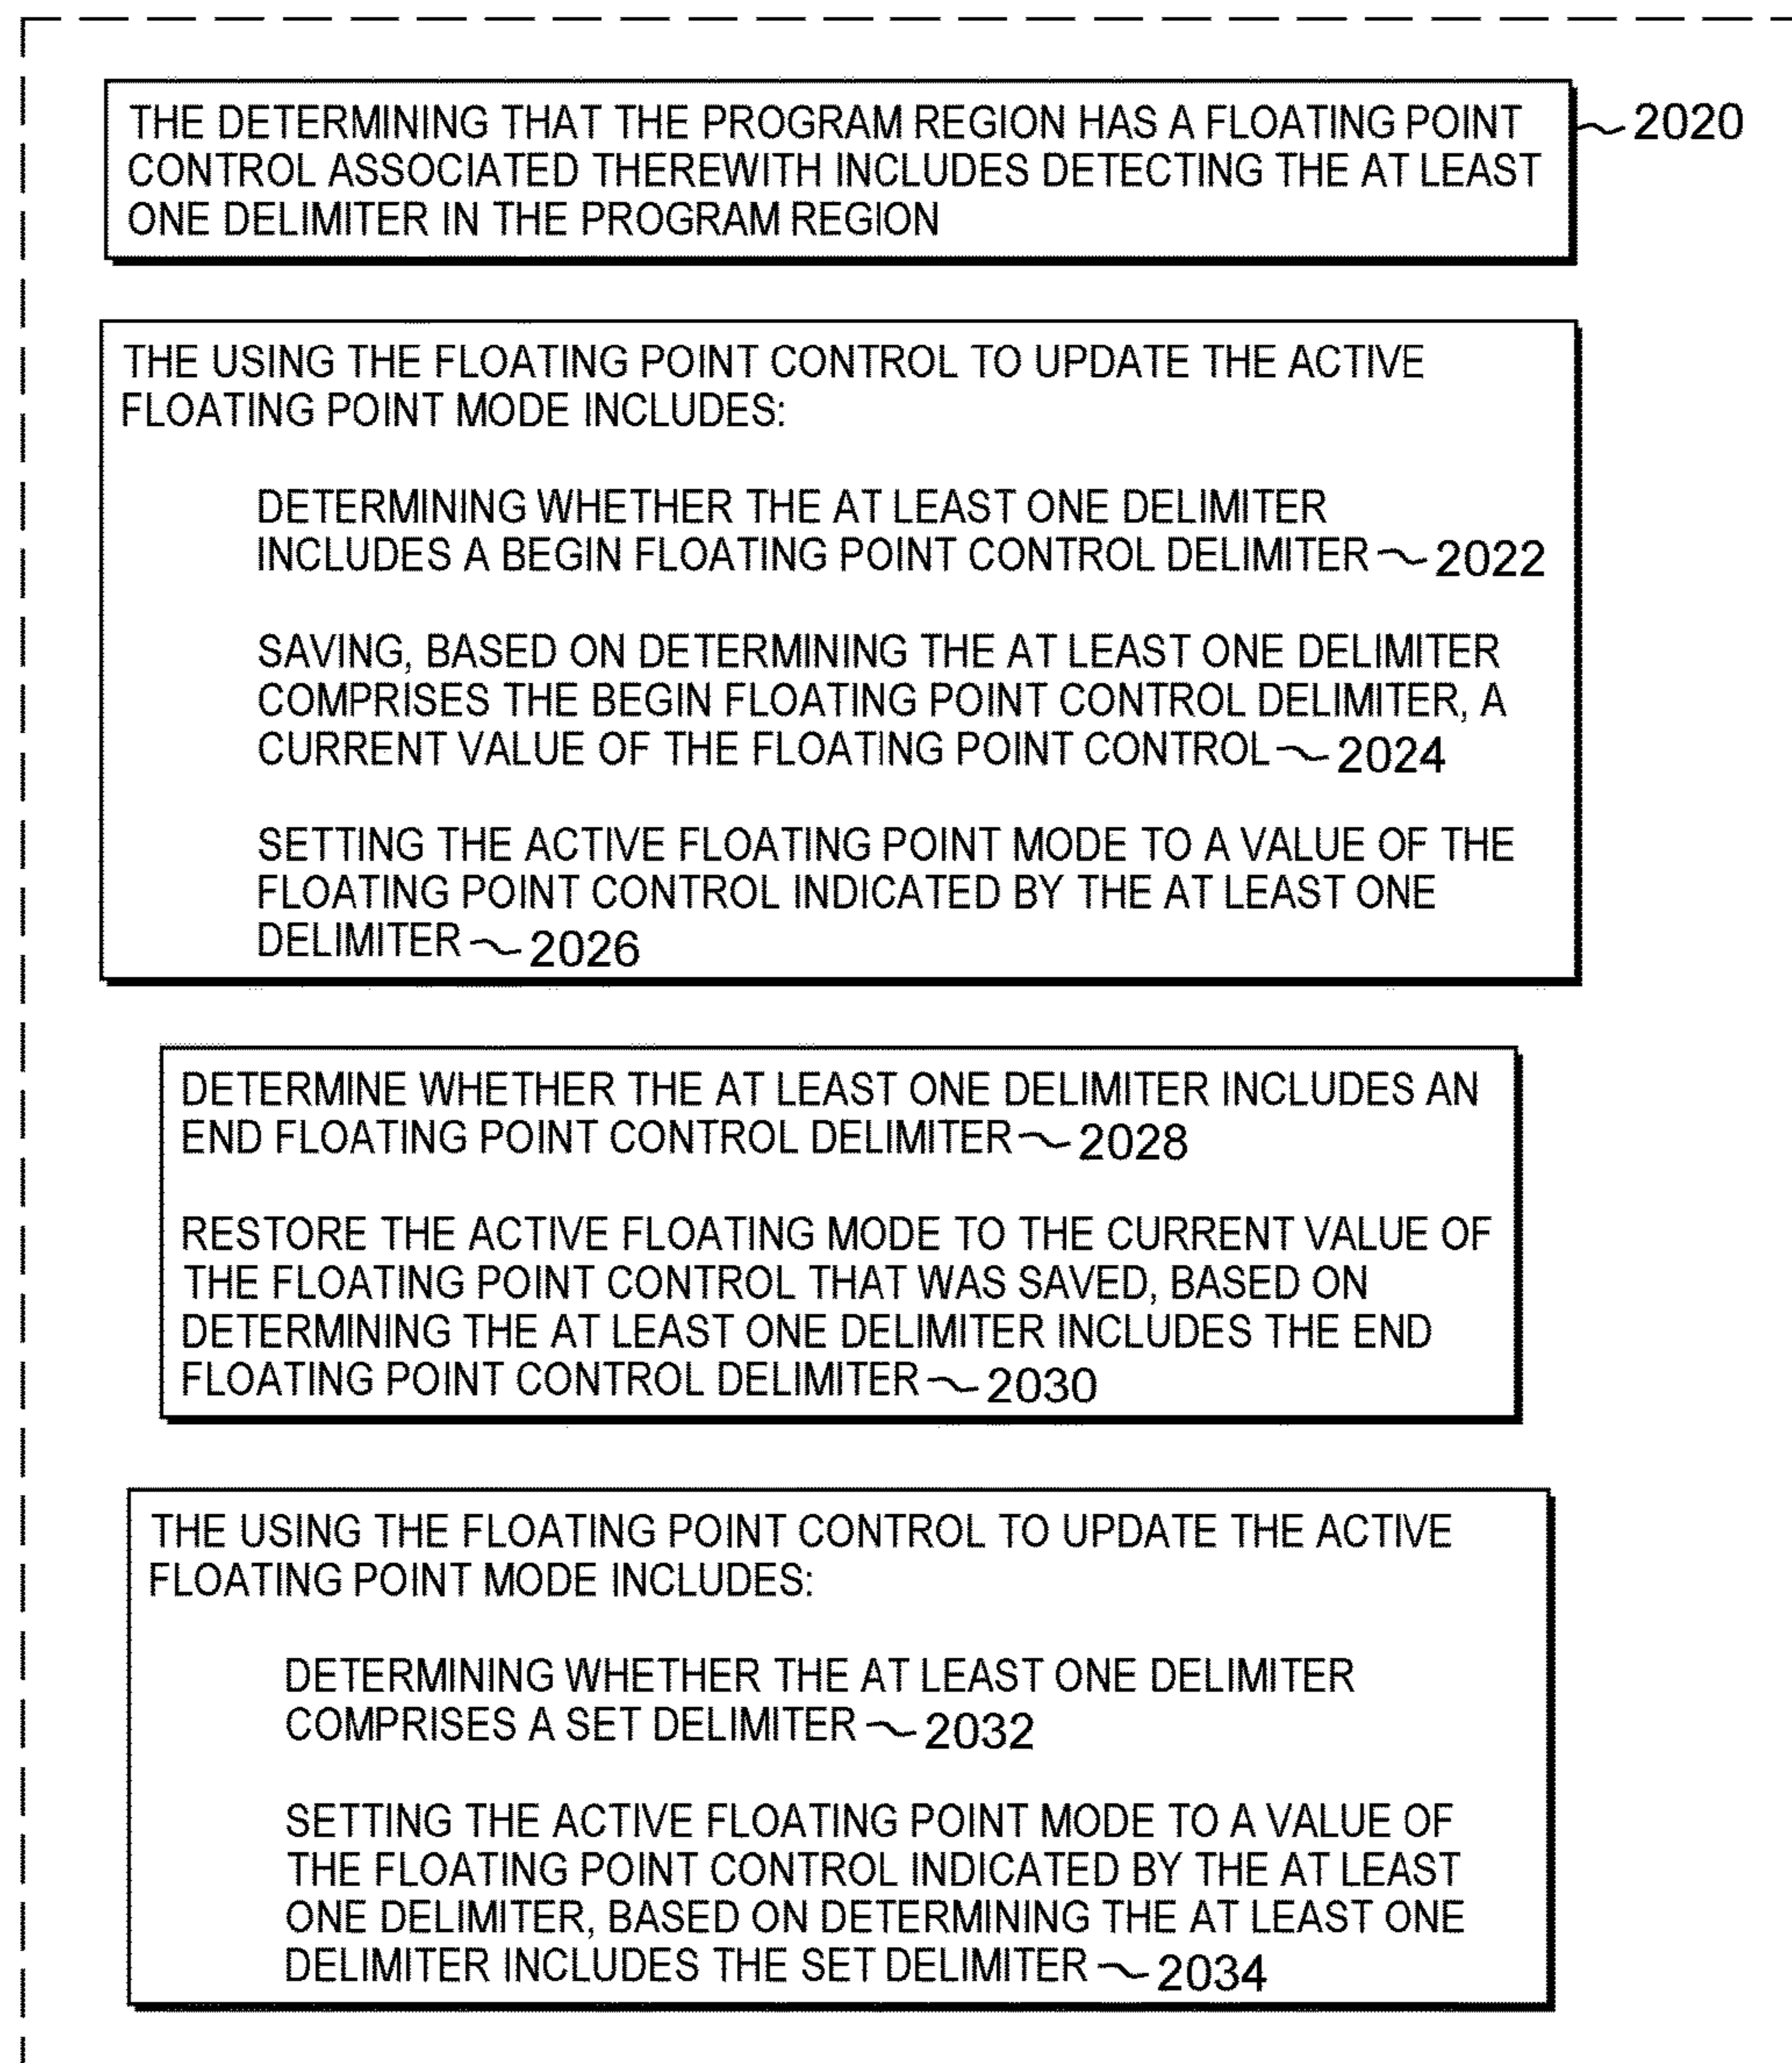 THE DETERMINING THAT THE PROGRAM REGION HAS A FLOATING POINT
CONTROL ASSOCIATED THEREWITH INCLUDES DETECTING THE AT LEAST
ONE DELIMITER IN THE PROGRAM REGION
2020
THE USING THE FLOATING POINT CONTROL TO UPDATE THE ACTIVE
FLOATING POINT MODE INCLUDES:
DETERMINING WHETHER THE AT LEAST ONE DELIMITER
INCLUDES A BEGIN FLOATING POINT CONTROL DELIMITER 2022
SAVING, BASED ON DETERMINING THE AT LEAST ONE DELIMITER
COMPRISES THE BEGIN FLOATING POINT CONTROL DELIMITER, A
CURRENT VALUE OF THE FLOATING POINT CONTROL 2024
SETTING THE ACTIVE FLOATING POINT MODE TO A VALUE OF THE
FLOATING POINT CONTROL INDICATED BY THE AT LEAST ONE
DELIMITER 2026
DETERMINE WHETHER THE AT LEAST ONE DELIMITER INCLUDES AN
END FLOATING POINT CONTROL DELIMITER 2028
RESTORE THE ACTIVE FLOATING MODE TO THE CURRENT VALUE OF
THE FLOATING POINT CONTROL THAT WAS SAVED, BASED ON
DETERMINING THE AT LEAST ONE DELIMITER INCLUDES THE END
FLOATING POINT CONTROL DELIMITER 2030
THE USING THE FLOATING POINT CONTROL TO UPDATE THE ACTIVE
FLOATING POINT MODE INCLUDES:
DETERMINING WHETHER THE AT LEAST ONE DELIMITER
COMPRISES A SET DELIMITER 2032
SETTING THE ACTIVE FLOATING POINT MODE TO A VALUE OF
THE FLOATING POINT CONTROL INDICATED BY THE AT LEAST
ONE DELIMITER, BASED ON DETERMINING THE AT LEAST ONE
DELIMITER INCLUDES THE SET DELIMITER 2034